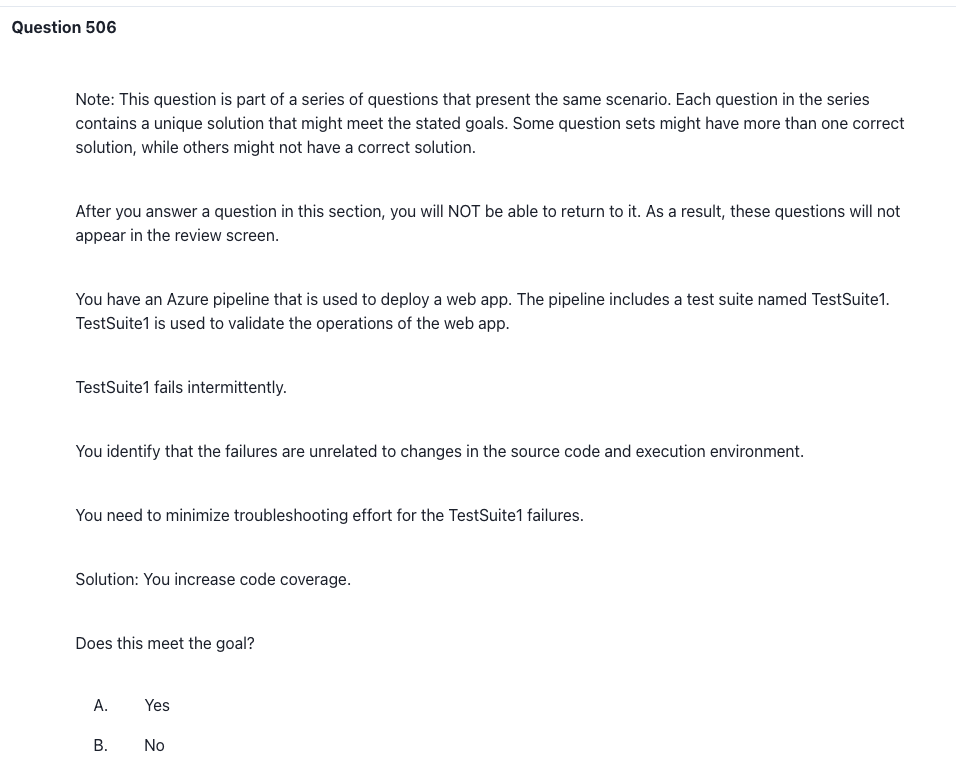 Question 506
Note: This question is part of a series of questions that present the same scenario. Each question in the series
contains a unique solution that might meet the stated goals. Some question sets might have more than one correct
solution, while others might not have a correct solution.
After you answer a question in this section, you will NOT be able to return to it. As a result, these questions will not
appear in the review screen.
You have an Azure pipeline that is used to deploy a web app. The pipeline includes a test suite named TestSuite1.
TestSuite1 is used to validate the operations of the web app.
TestSuite1 fails intermittently.
You identify that the failures are unrelated to changes in the source code and execution environment.
You need to minimize troubleshooting effort for the TestSuite1 failures.
Solution: You increase code coverage.
Does this meet the goal?
A. Yes
B. No